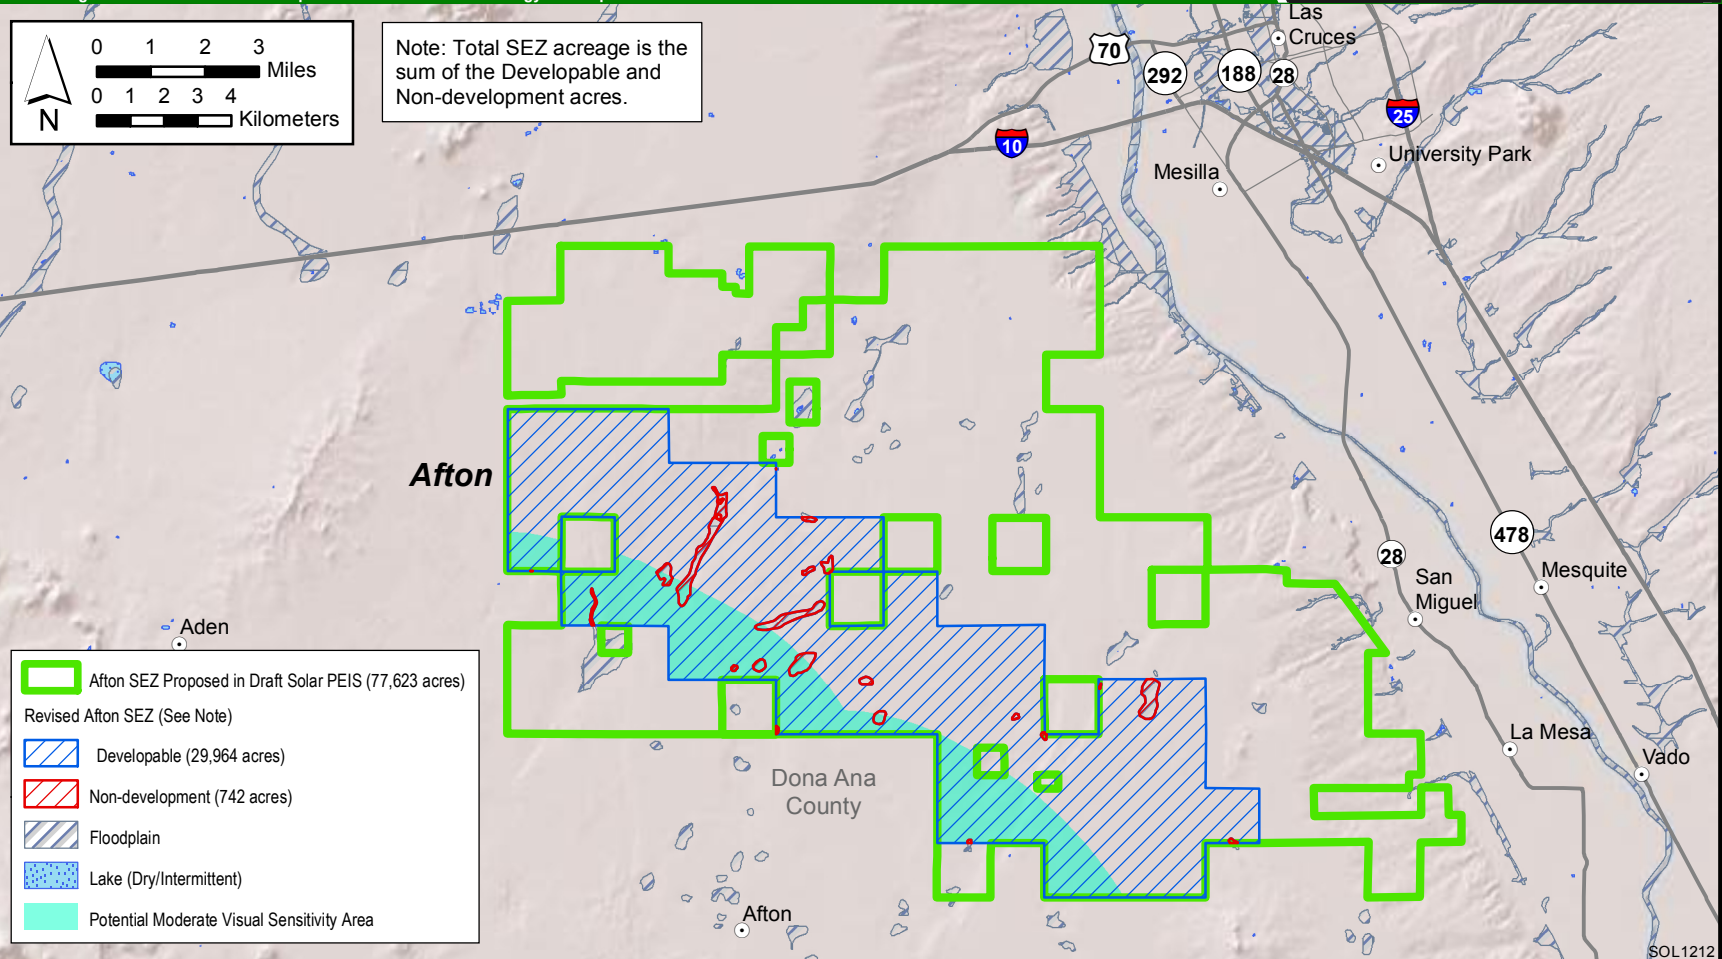 0 1 2 3
Miles
0 1 2 3 4
Kilometers
N
Note: Total SEZ acreage is the
sum of the Developable and
Non-development acres.
Las
Cruces
70
292
188
28
25
10
University Park
Mesilla
Afton
478
28
Mesquite
San
Miguel
Aden
La Mesa
Vado
Dona Ana
County
Afton
Afton SEZ Proposed in Draft Solar PEIS (77,623 acres)
Revised Afton SEZ (See Note)
Developable (29,964 acres)
Non-development (742 acres)
Floodplain
Lake (Dry/Intermittent)
Potential Moderate Visual Sensitivity Area
SOL1212